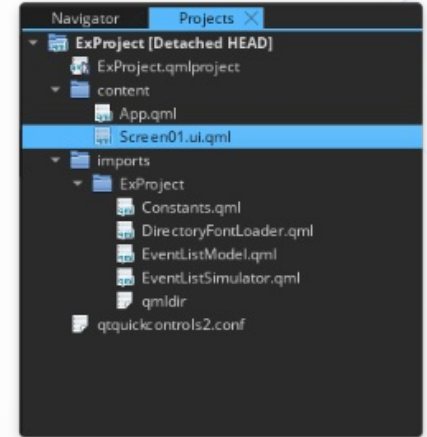 Navigator Projects
ExProject [Detached HEAD]
ExProject.qmlproject
content
App.qml
Screen01.ui.qml
imports
ExProject
Constants.qml
DirectoryFontLoader.qml
EventListModel.qml
EventListSimulator.qml
qmldir
qtquickcontrols2.conf